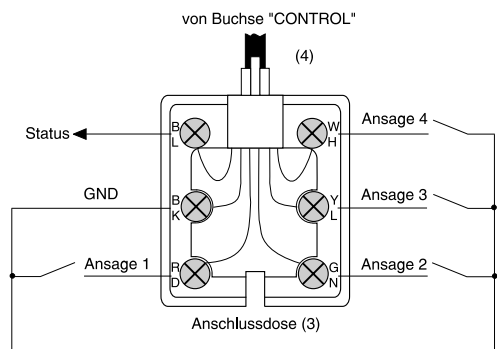 von Buchse "CONTROL"
(4)
Status
B
L
W
H
Ansage 4
GND
B
K
Y
L
Ansage 3
Ansage 1
R
D
G
N
Ansage 2
Anschlussdose (3)